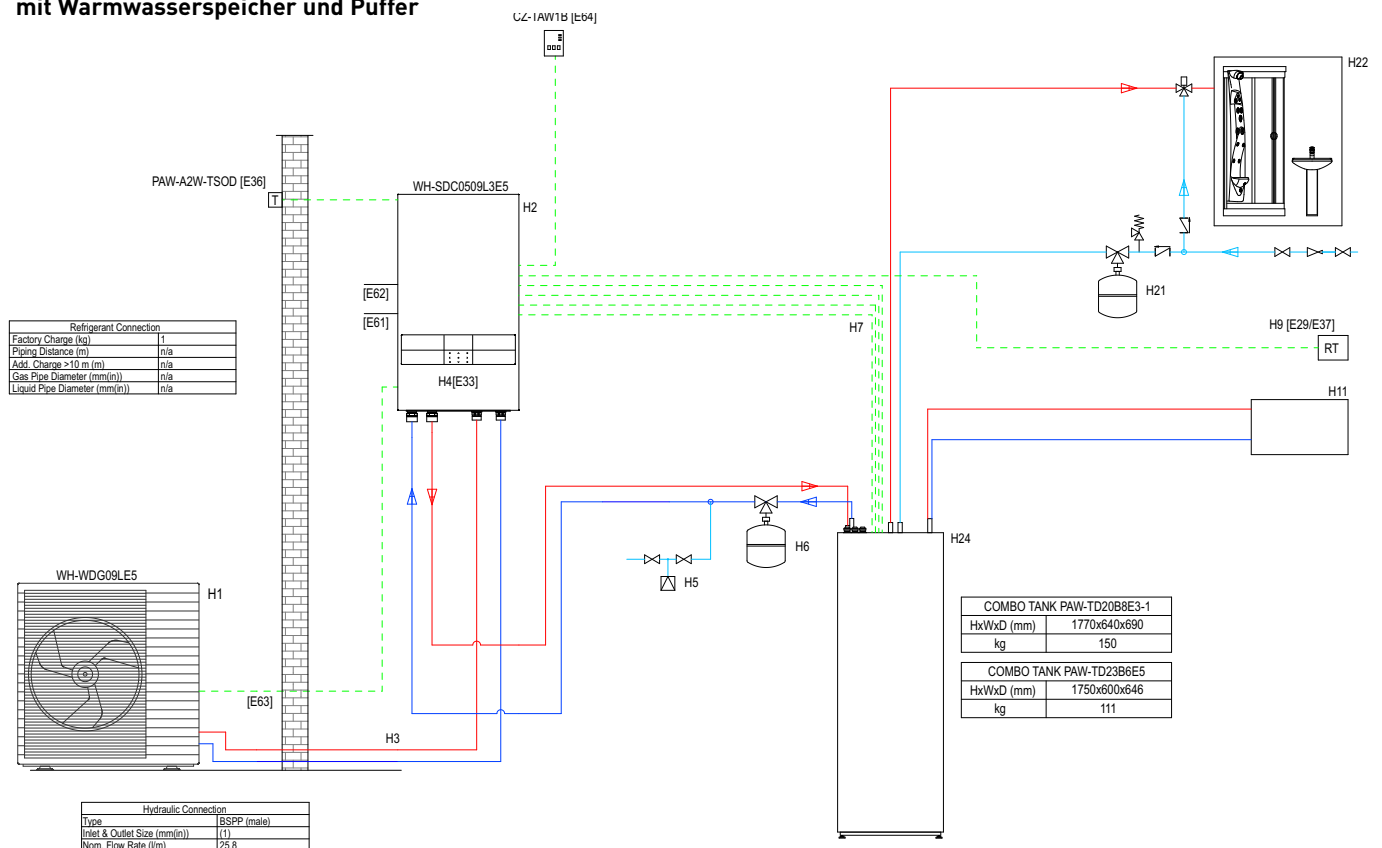 mit Warmwasserspeicher und Puffer
CZ-TAW1B [E64]
H22
PAW-A2W-TSOD [E36]
T
WH-SDC0509L3E5
H2
[E62]
[E61]
H21
H7
H9 [E29/E37]
RT
Refrigerant Connection
Factory Charge (kg) 1
Piping Distance (m) n/a
Add. Charge >10 m (m) n/a
Gas Pipe Diameter (mm(in)) n/a
Liquid Pipe Diameter (mm(in)) n/a
H4[E33]
H11
H6
H24
H5
WH-WDG09LE5
H1
COMBO TANK PAW-TD20B8E3-1
HxWxD (mm) 1770x640x690
kg 150
COMBO TANK PAW-TD23B6E5
HxWxD (mm) 1750x600x646
kg 111
[E63]
H3
Hydraulic Connection
Type BSPP (male)
Inlet & Outlet Size (mm(in)) (1)
Nom. Flow Rate (l/m) 25.8